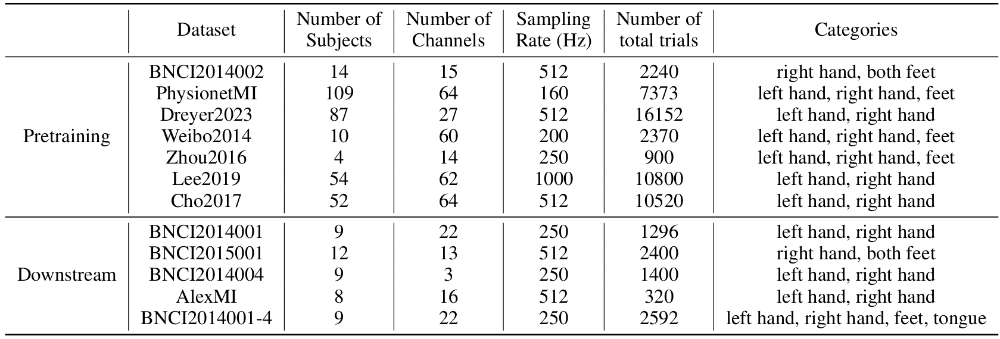 Dataset Number of Subjects Number of Channels Sampling Rate (Hz) Number of total trials Categories
Pretraining
BNCI2014002 14 15 512 2240 right hand, both feet
PhysionetMI 109 64 160 7373 left hand, right hand, feet
Dreyer2023 87 27 512 16152 left hand, right hand
Weibo2014 10 60 200 2370 left hand, right hand, feet
Zhou2016 4 14 250 900 left hand, right hand, feet
Lee2019 54 62 1000 10800 left hand, right hand
Cho2017 52 64 512 10520 left hand, right hand
Downstream
BNCI2014001 9 22 250 1296 left hand, right hand
BNCI2015001 12 13 512 2400 right hand, both feet
BNCI2014004 9 3 250 1400 left hand, right hand
AlexMI 8 16 512 320 left hand, right hand
BNCI2014001-4 9 22 250 2592 left hand, right hand, feet, tongue